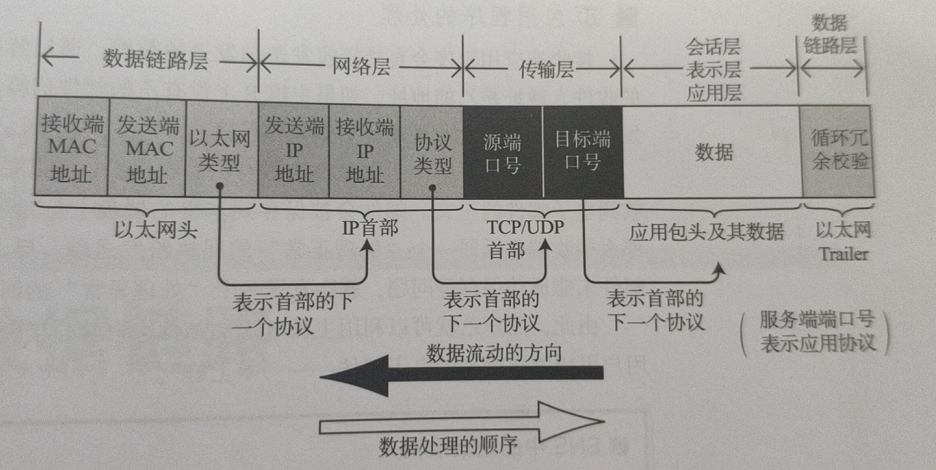 数据链路层
网络层
传输层
会话层
表示层
应用层
数据
链路层
接收端
MAC
地址
发送端
MAC
地址
以太网
类型
发送端
IP
地址
接收端
IP
地址
协议
类型
源端
口号
目标端
口号
数据
循环冗
余校验
以太网头
IP首部
TCP/UDP
首部
应用包头及其数据
以太网
Trailer
表示首部的下
一个协议
表示首部的
下一个协议
表示首部的
下一个协议
(服务端端口号
表示应用协议)
数据流动的方向
数据处理的顺序